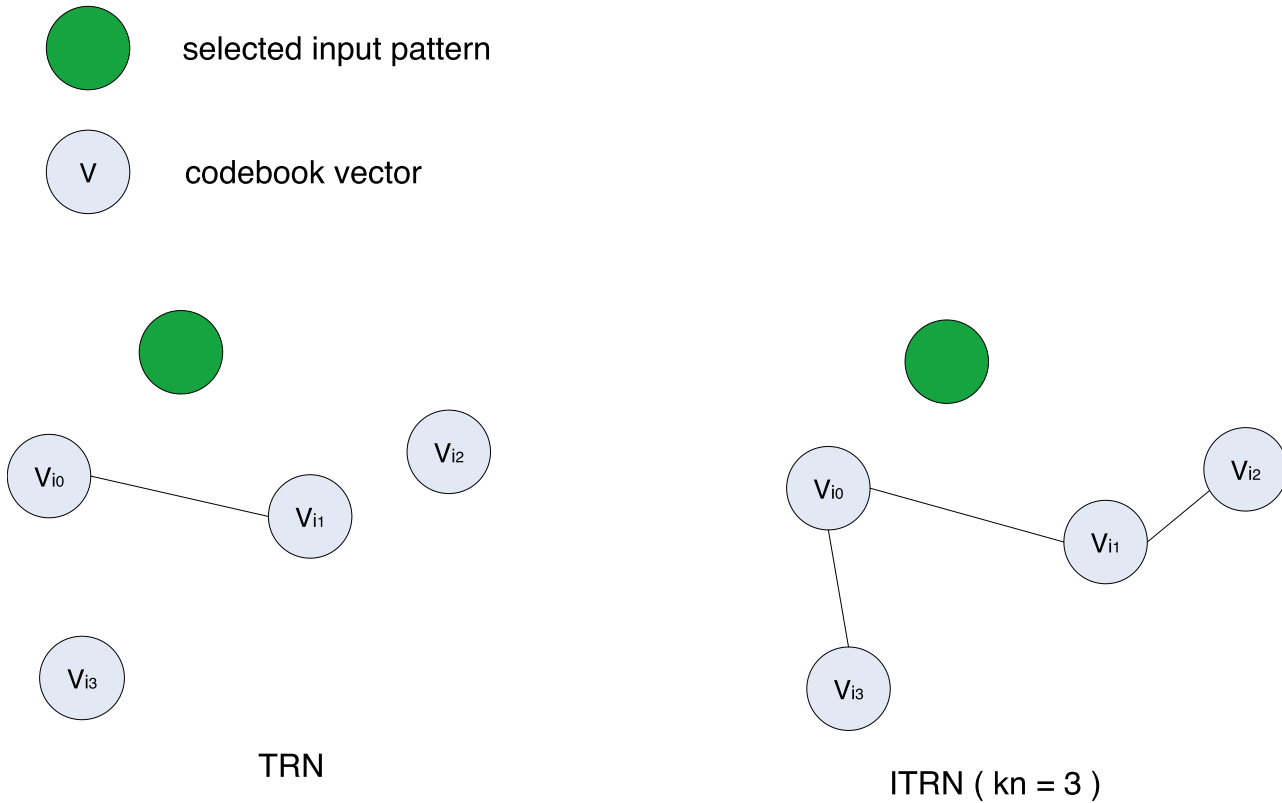 selected input pattern
V
codebook vector
Vi0
Vi1
Vi2
Vi3
TRN
Vi0
Vi1
Vi2
Vi3
ITRN ( kn = 3 )